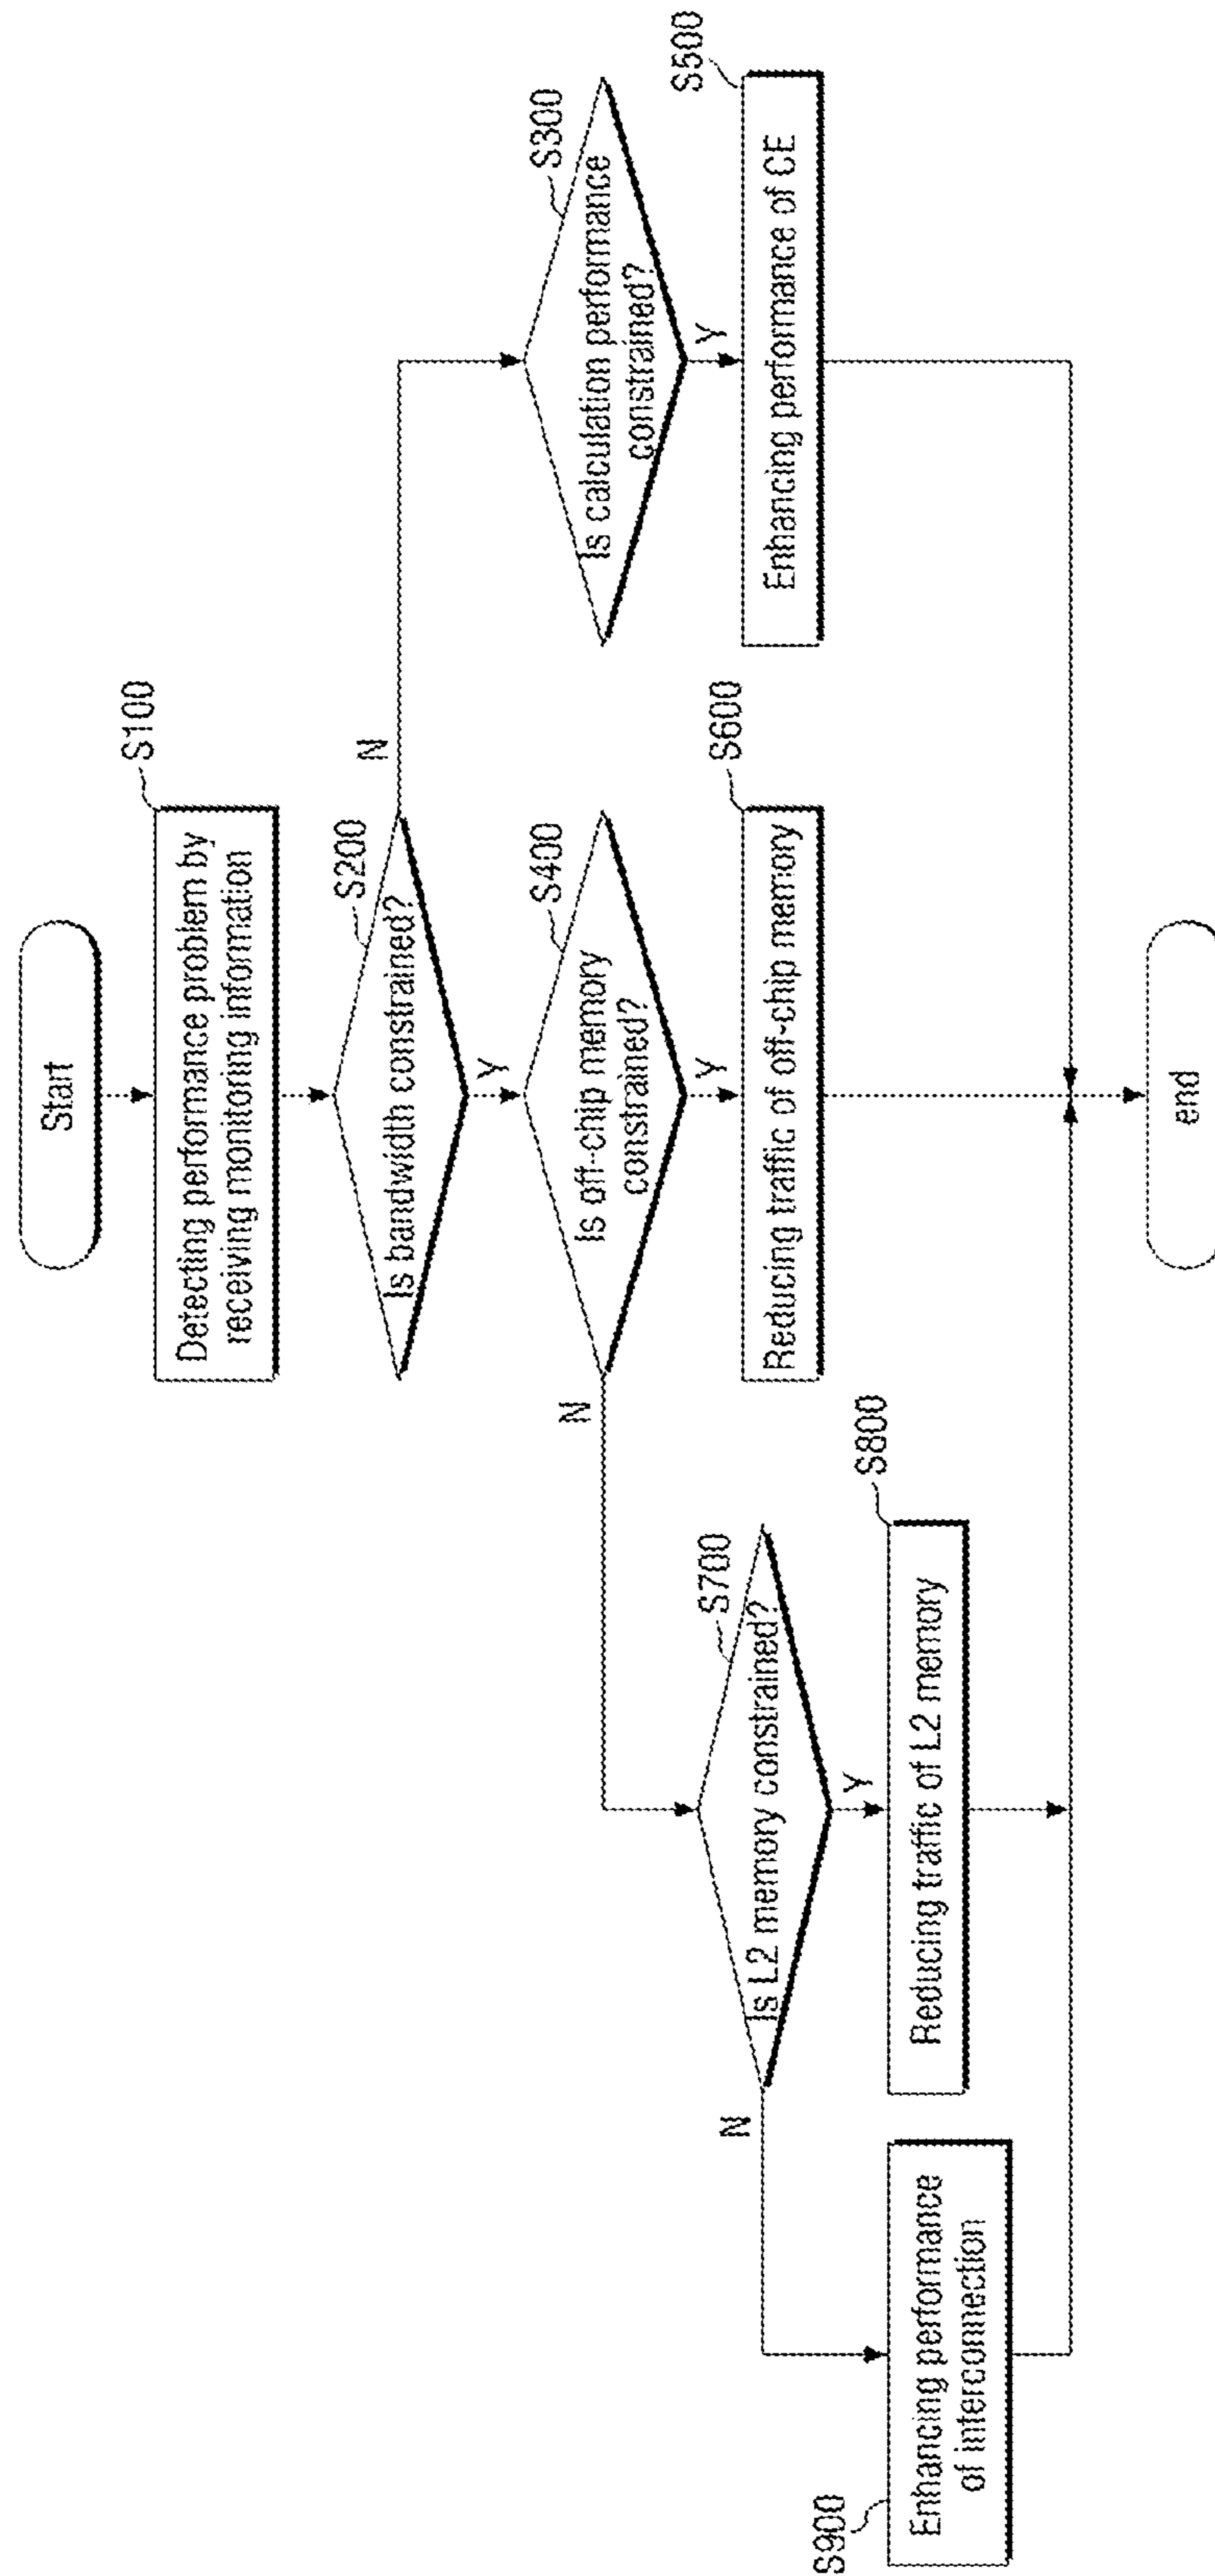 Start
S100
Detecting performance problem by
receiving monitoring information
S200
Is bandwidth constrained?
N
Y
S400
Is off-chip memory
constrained?
N
Y
S300
Is calculation performance
constrained?
Y
S600
Reducing traffic of off-chip memory
S500
Enhancing performance of CE
S700
Is L2 memory constrained?
N
Y
S900
Enhancing performance
of interconnection
S800
Reducing traffic of L2 memory
end